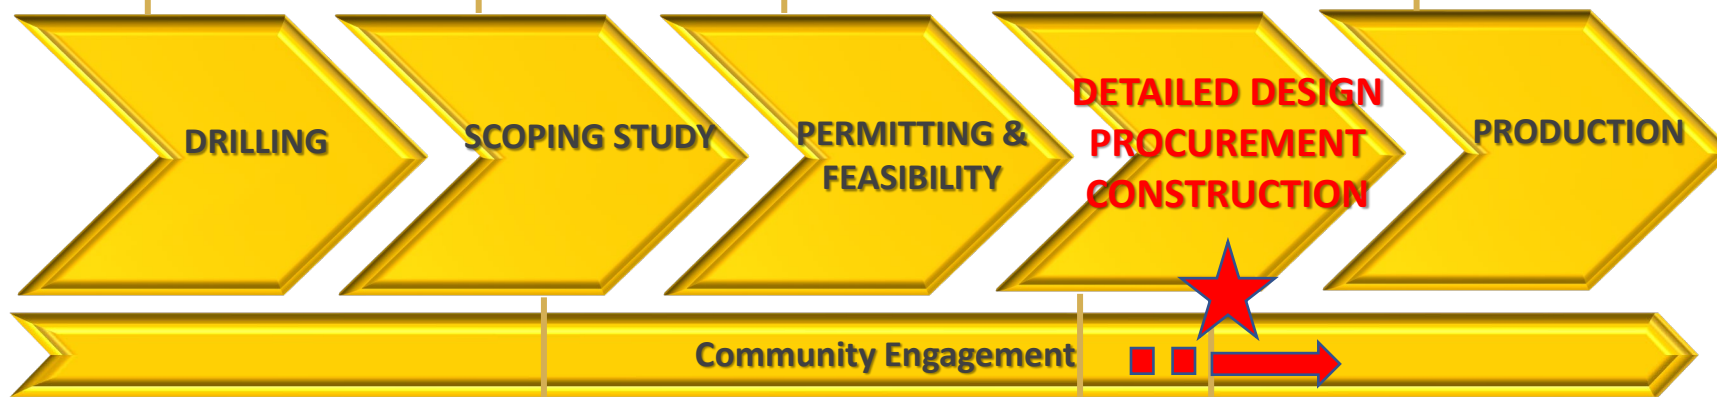 DRILLING
SCOPING STUDY
PERMITTING &
FEASIBILITY
DETAILED DESIGN
PROCUREMENT
CONSTRUCTION
PRODUCTION
Community Engagement